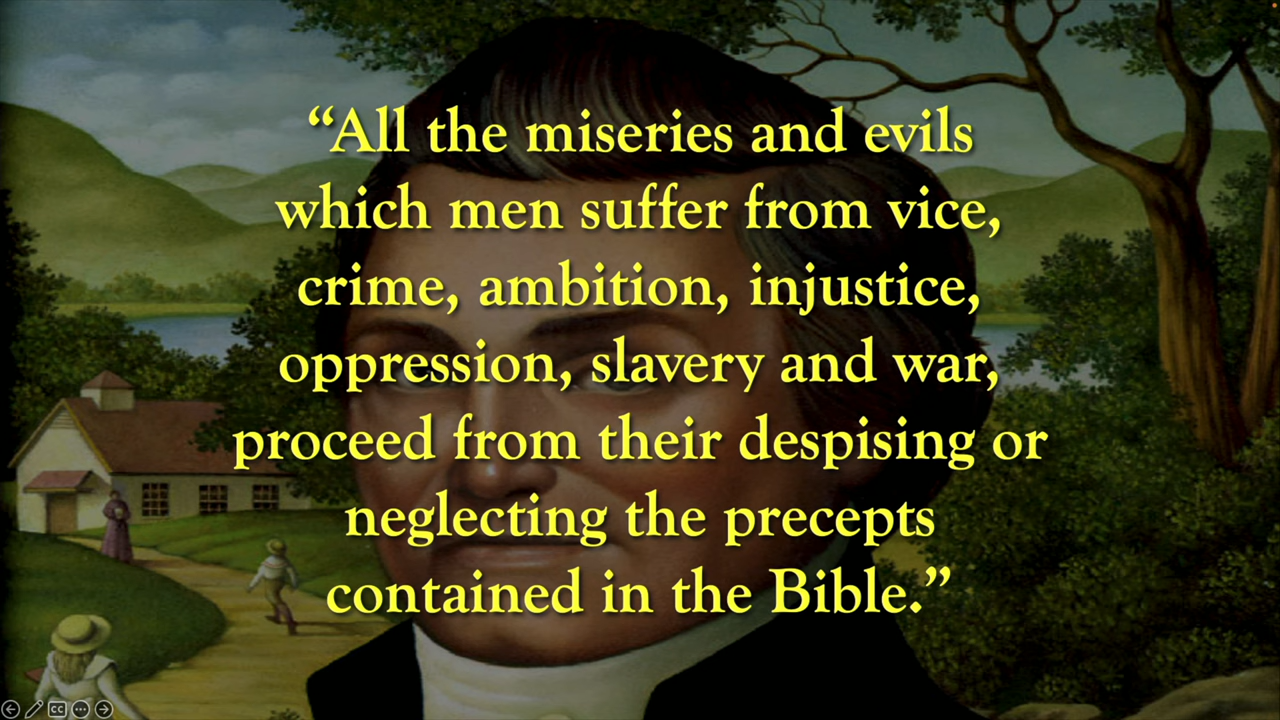 “All the miseries and evils
which men suffer from vice,
crime, ambition, injustice,
oppression, slavery and war,
proceed from their despising or
neglecting the precepts
contained in the Bible.”
CC